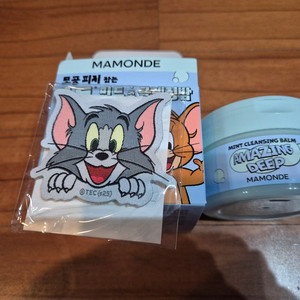 MAMONDE
모공 피지 잡는
©TEC(s23)
MINT CLEANSING BALM
AMAZING
DEEP
MAMONDE